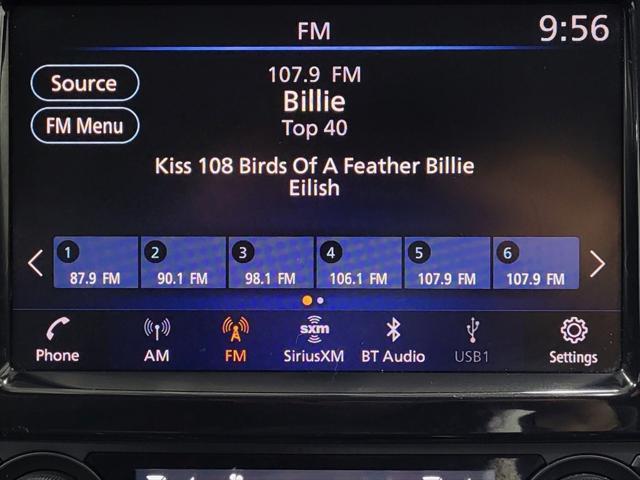 FM
9:56
Source
107.9 FM
Billie
FM Menu
Top 40
Kiss 108 Birds Of A Feather Billie
Eilish
1 2 3 4 5 6
87.9 FM 90.1 FM 98.1 FM 106.1 FM 107.9 FM 107.9 FM
sxm
Phone AM FM SiriusXM BT Audio USB1 Settings